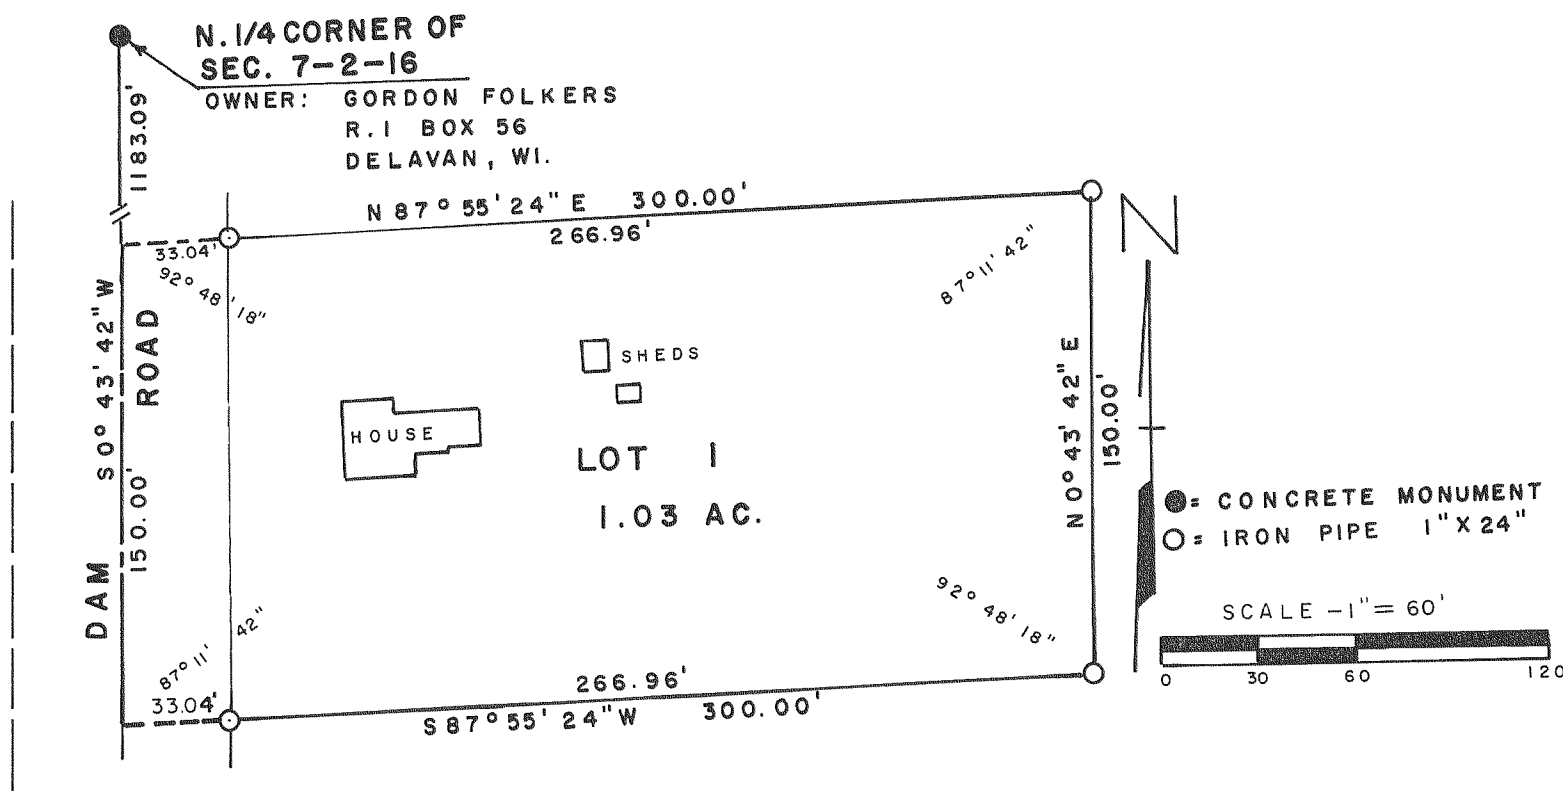 N. 1/4 CORNER OF
SEC. 7-2-16
OWNER: GORDON FOLKERS
R.1 BOX 56
DELAVAN, WI.
1183.09'
N 87° 55' 24" E 300.00'
266.96'
33.04'
92° 48' 18"
87° 11' 42"
N
S 0° 43' 42" W
150.00'
DAM ROAD
SHEDS
HOUSE
LOT 1
1.03 AC.
N 0° 43' 42" E
150.00'
= CONCRETE MONUMENT
= IRON PIPE 1" X 24"
SCALE - 1" = 60'
0 30 60 120
92° 48' 18"
87° 11' 42"
33.04'
266.96'
S 87° 55' 24" W 300.00'